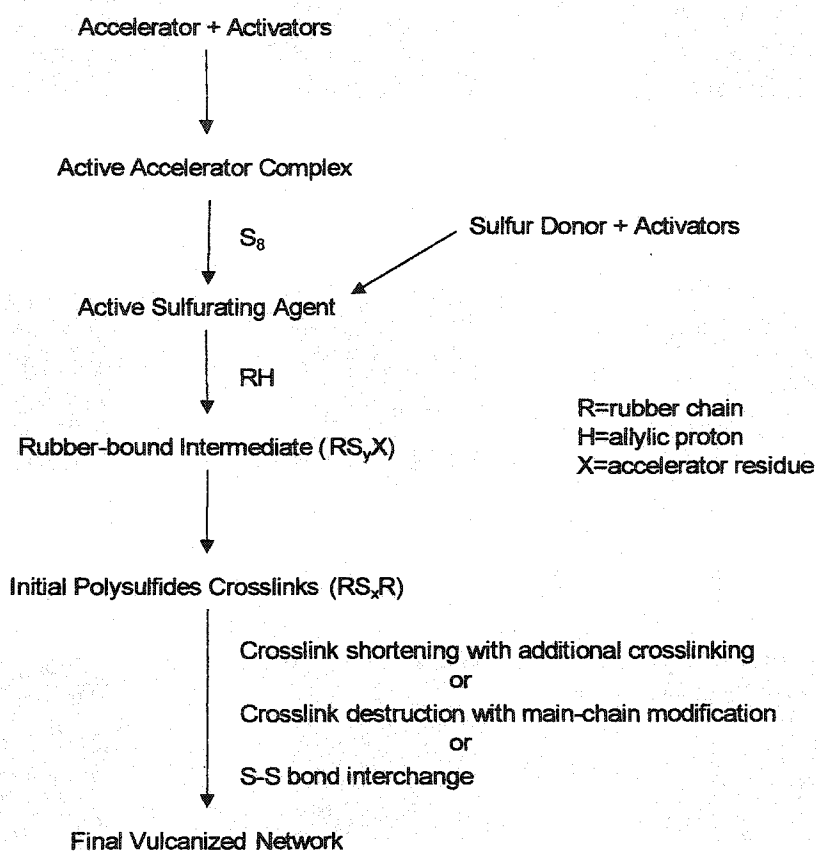 Accelerator + Activators
Active Accelerator Complex
S₈
Sulfur Donor + Activators
Active Sulfurating Agent
RH
R=rubber chain
H=allylic proton
X=accelerator residue
Rubber-bound Intermediate (RSᵧX)
Initial Polysulfides Crosslinks (RSₓR)
Crosslink shortening with additional crosslinking
or
Crosslink destruction with main-chain modification
or
S-S bond interchange
Final Vulcanized Network